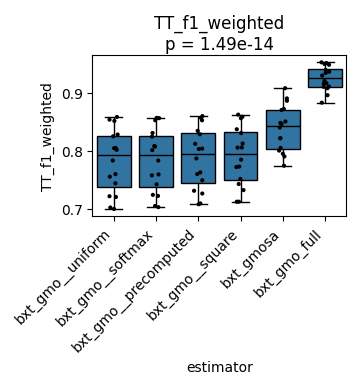 TT_f1_weighted
p = 1.49e-14
TT_f1_weighted
0.9
0.8
0.7
bxt_gmo__uniform
bxt_gmo__softmax
bxt_gmo__precomputed
bxt_gmo__square
bxt_gmosa
bxt_gmo_full
estimator